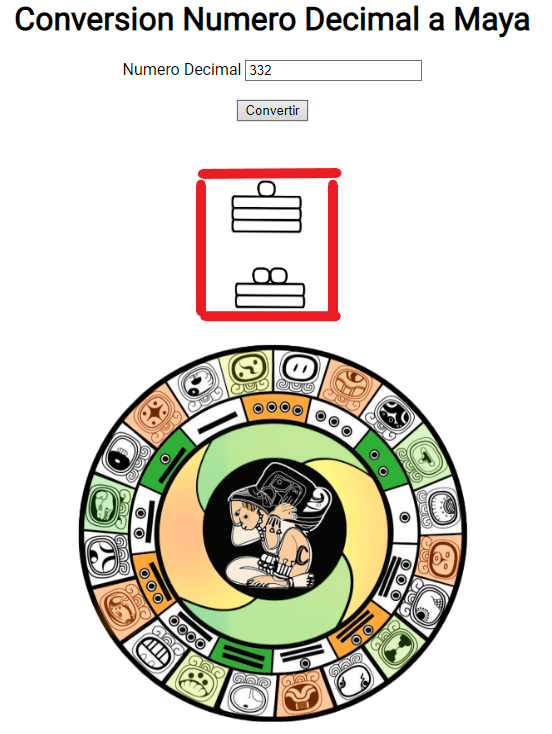 Conversion Numero Decimal a Maya
Numero Decimal 332
Convertir